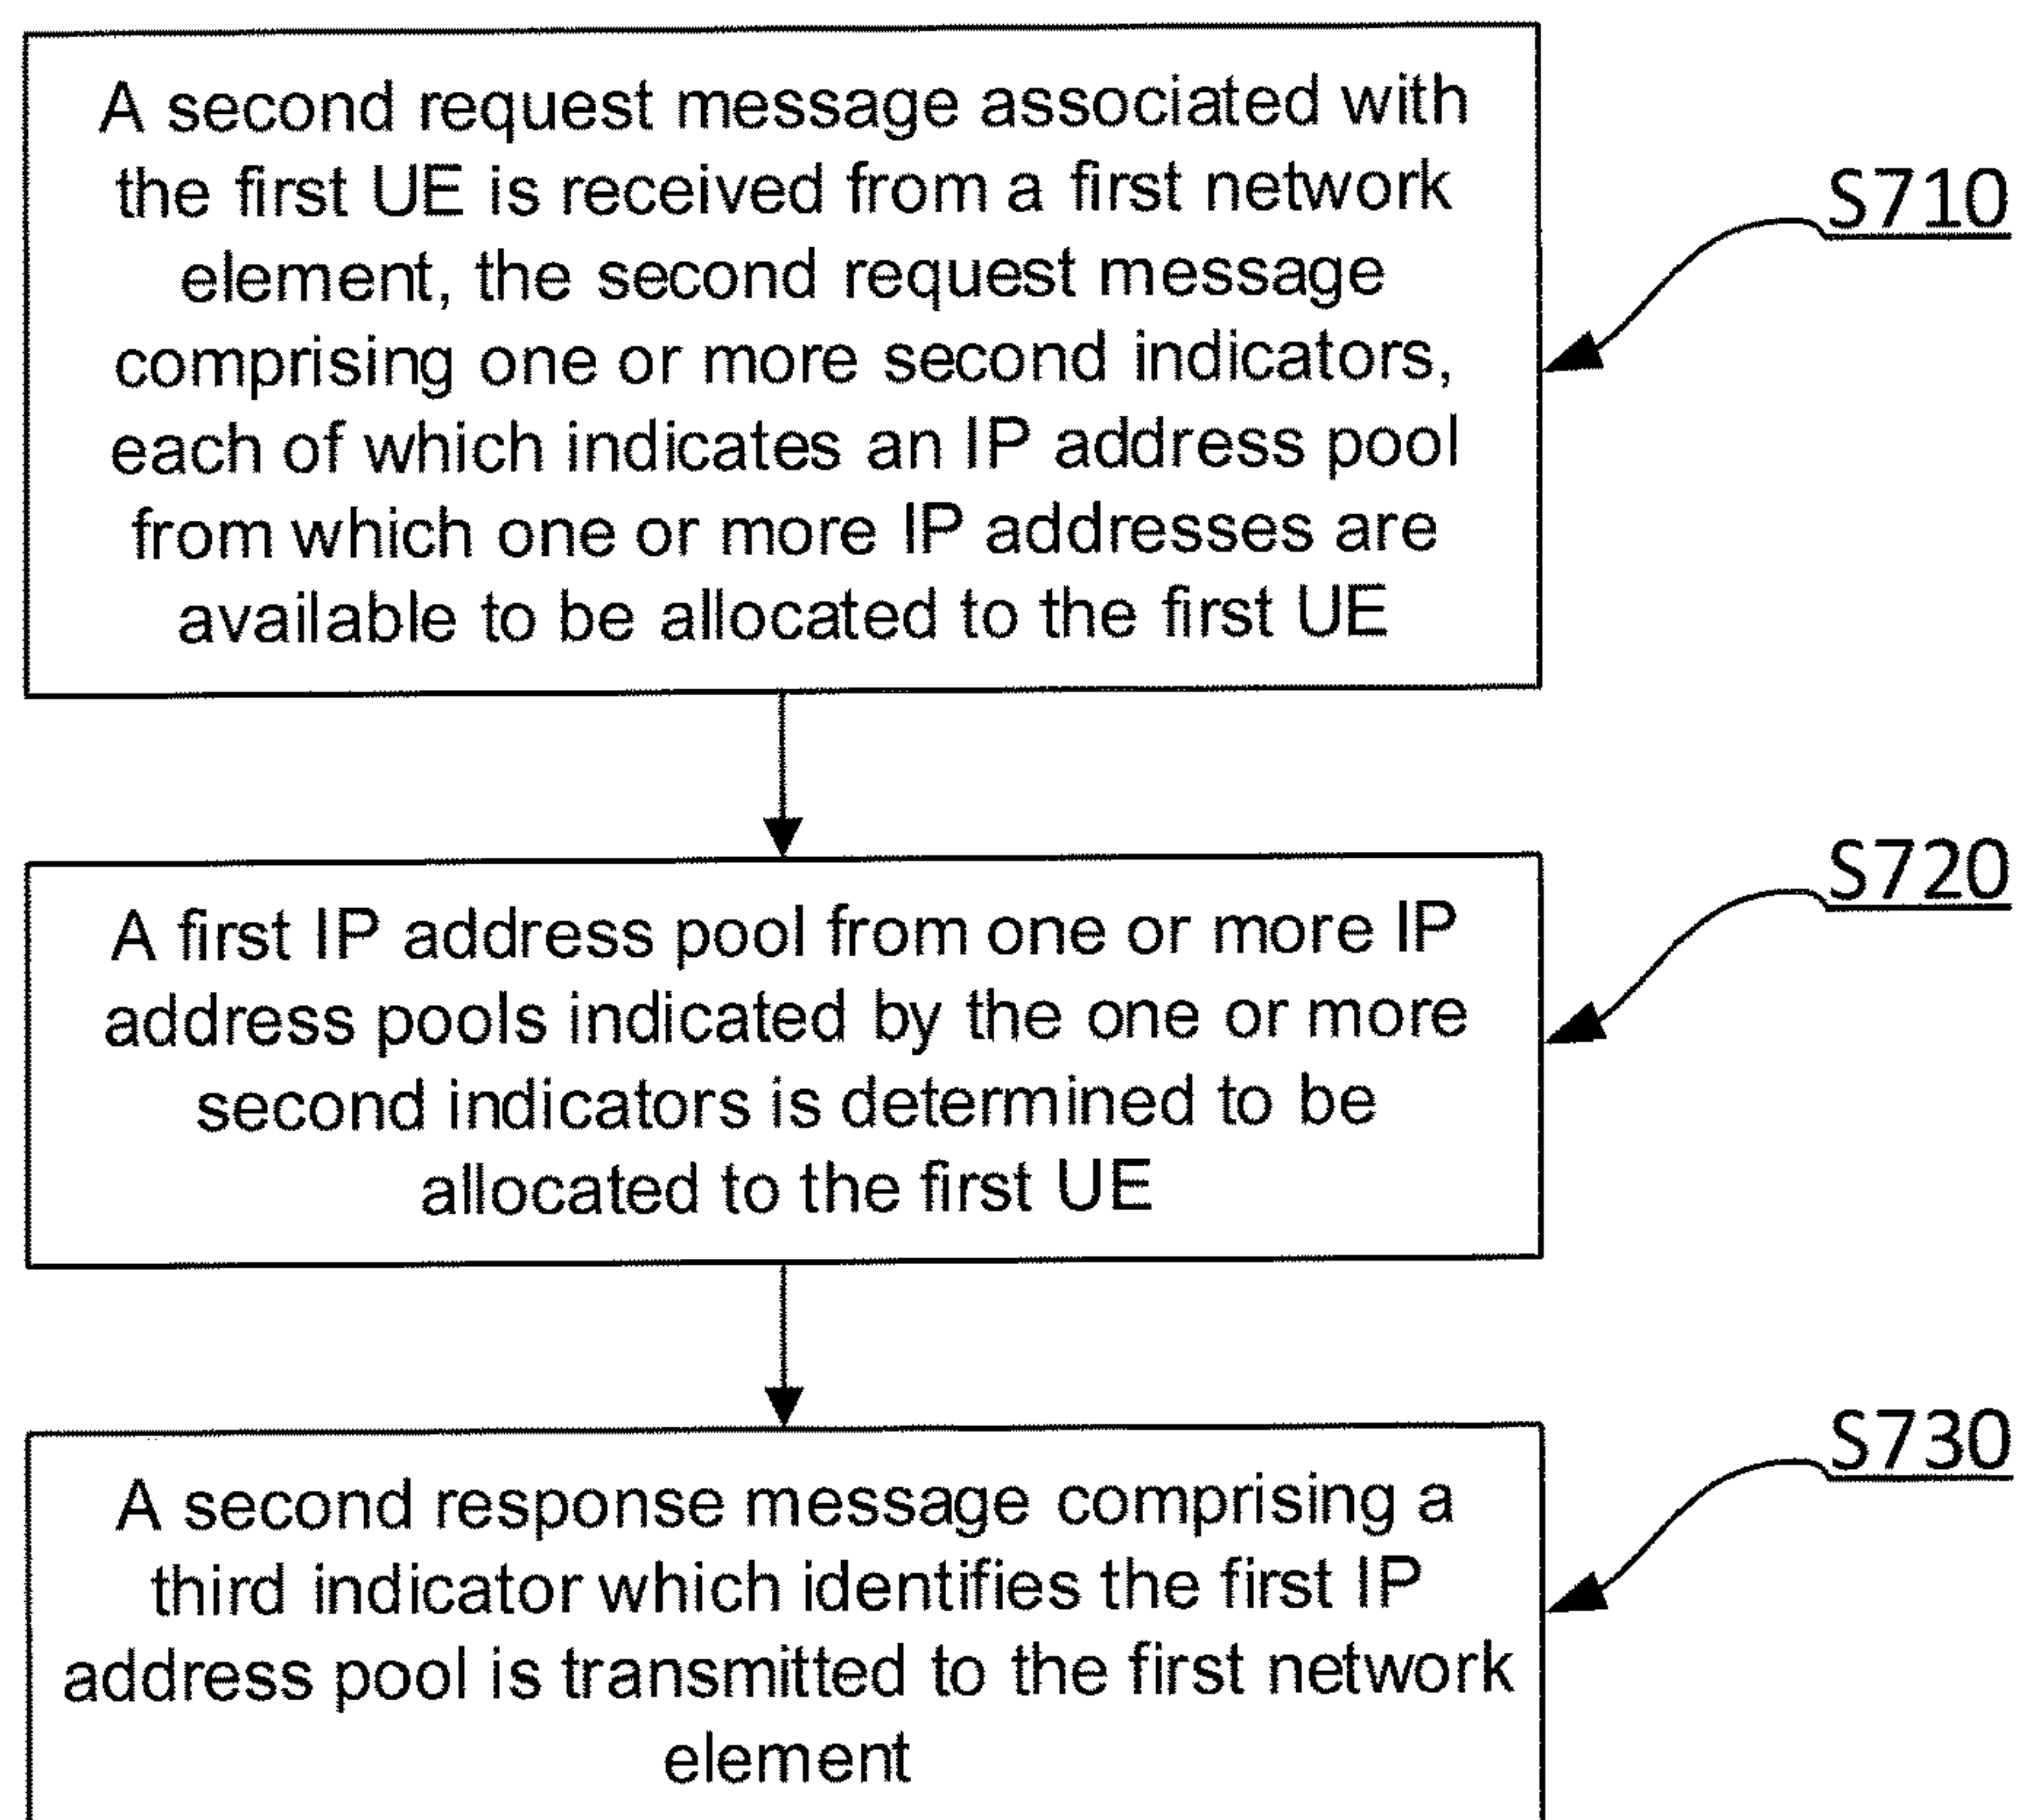 A second request message associated with
the first UE is received from a first network
element, the second request message
comprising one or more second indicators,
each of which indicates an IP address pool
from which one or more IP addresses are
available to be allocated to the first UE
S710
A first IP address pool from one or more IP
address pools indicated by the one or more
second indicators is determined to be
allocated to the first UE
S720
A second response message comprising a
third indicator which identifies the first IP
address pool is transmitted to the first network
element
S730